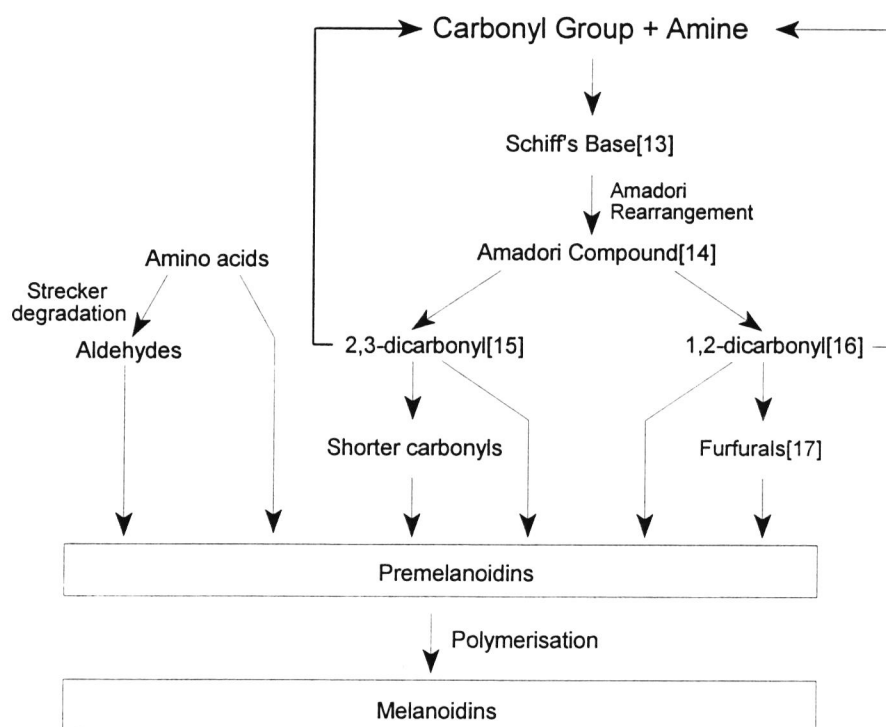 Carbonyl Group + Amine
Schiff's Base[13]
Amadori
Rearrangement
Amadori Compound[14]
Amino acids
Strecker
degradation
Aldehydes
2,3-dicarbonyl[15]
1,2-dicarbonyl[16]
Shorter carbonyls
Furfurals[17]
Premelanoidins
Polymerisation
Melanoidins